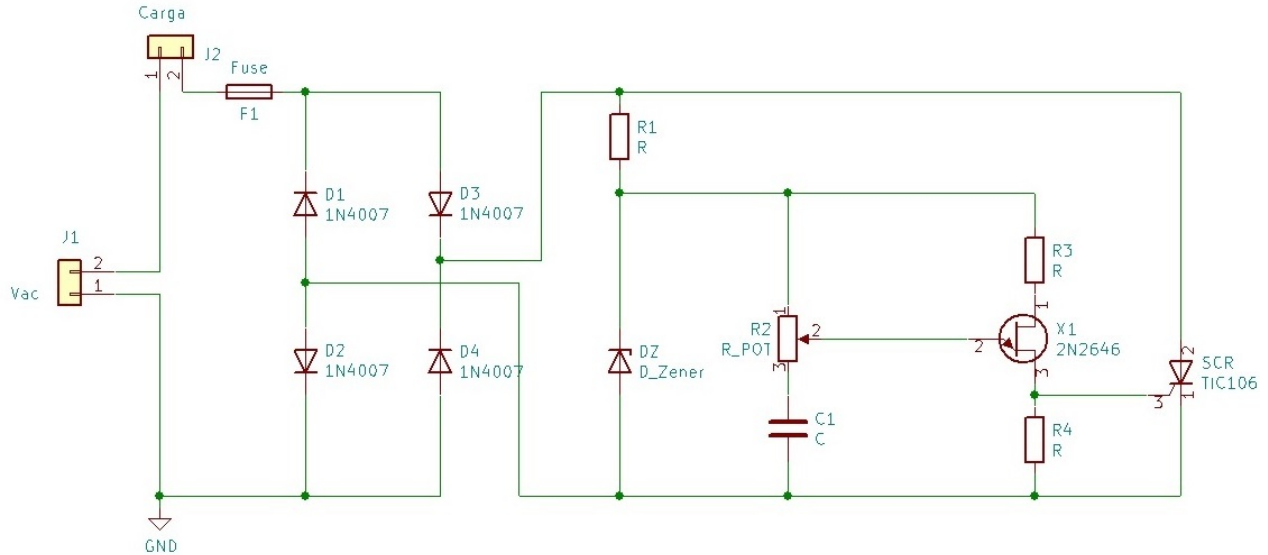 Carga
J2
1
2
Fuse
F1
J1
2
1
Vac
GND
D1
1N4007
D3
1N4007
D2
1N4007
D4
1N4007
R1
R
DZ
D_Zener
R2
R_POT
1
2
3
C1
C
R3
R
1
2
3
X1
2N2646
R4
R
2
SCR
TIC106
1
3